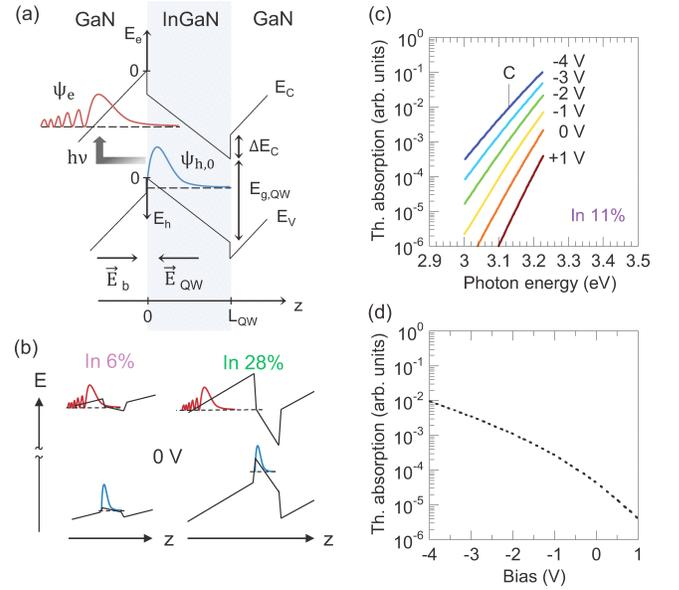 (a)
GaN InGaN GaN
Ee
0
ψe
EC
ΔEC
hν
ψh,0
0
Eg,QW
Eh
EV
E⃗ b E⃗ QW
0 LQW z
(b)
In 6% In 28%
E
0 V
z z
(c)
Th. absorption (arb. units)
10^0
10^-1
10^-2
10^-3
10^-4
10^-5
10^-6
C
-4 V
-3 V
-2 V
-1 V
0 V
+1 V
In 11%
2.9 3 3.1 3.2 3.3 3.4 3.5
Photon energy (eV)
(d)
Th. absorption (arb. units)
10^0
10^-1
10^-2
10^-3
10^-4
10^-5
10^-6
-4 -3 -2 -1 0 1
Bias (V)